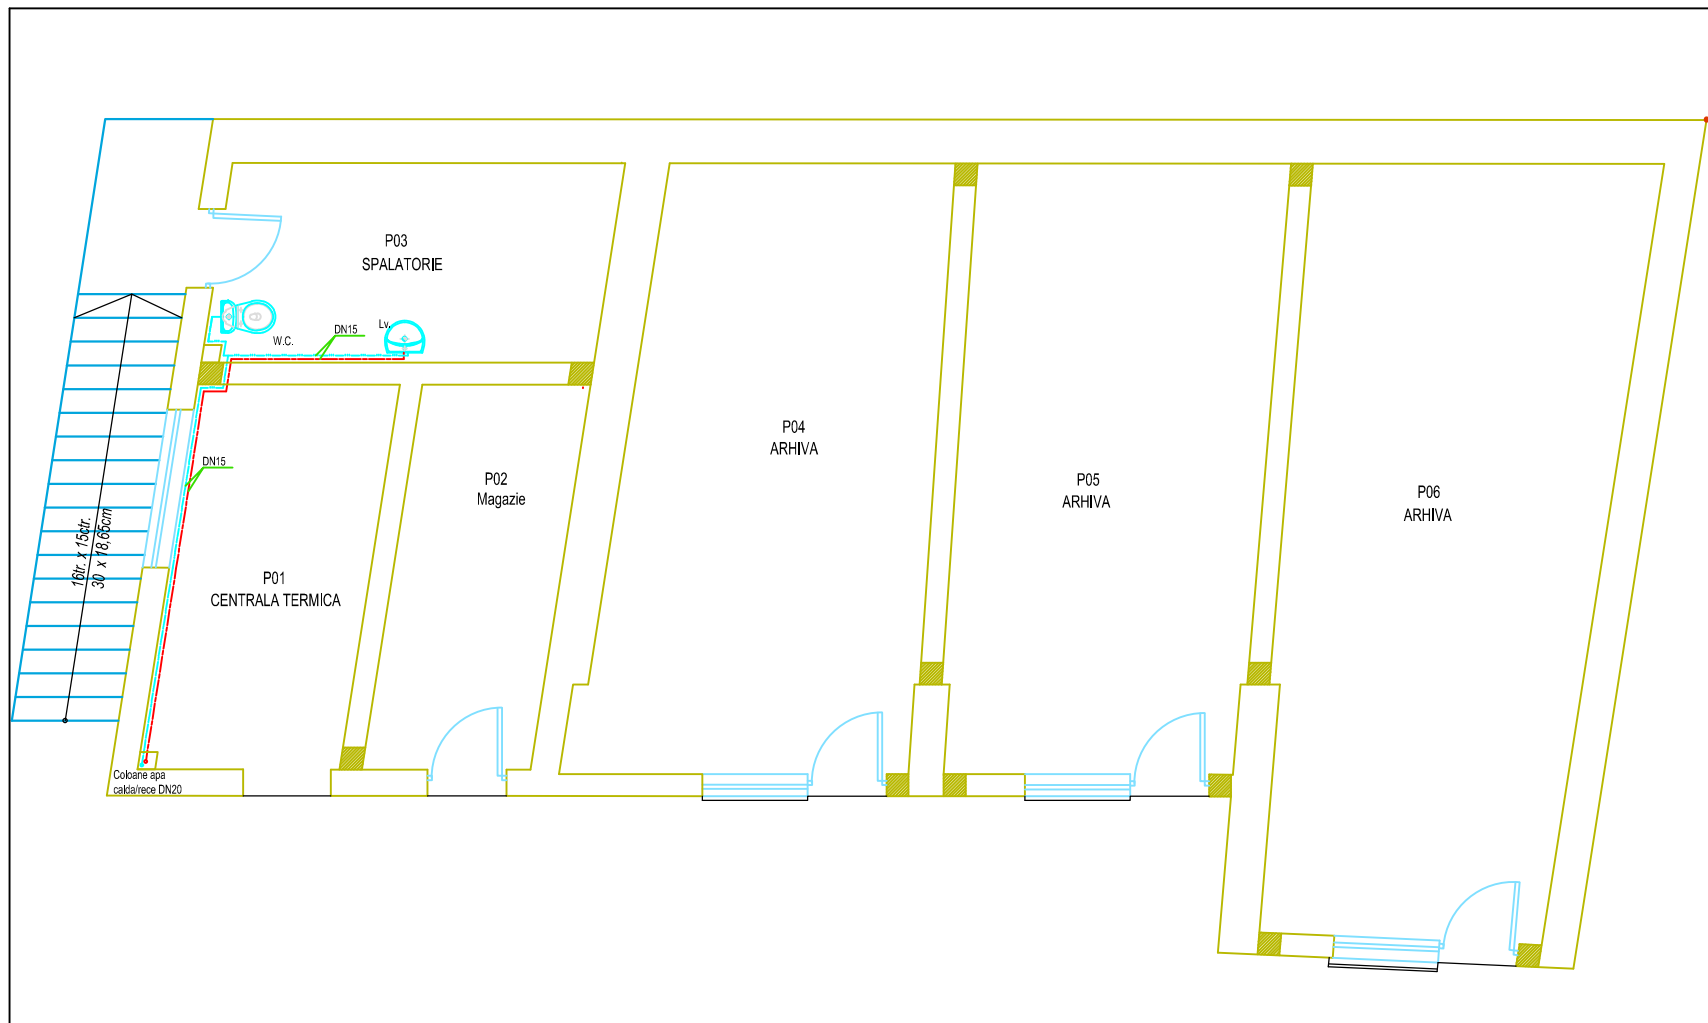 P03
SPALATORIE
Lv.
DN15
W.C.
P04
ARHIVA
DN15
P02
Magazie
P05
ARHIVA
P06
ARHIVA
16tr. x 15ctr.
30 x 18,65cm
P01
CENTRALA TERMICA
Coloane apa
calda/rece DN20